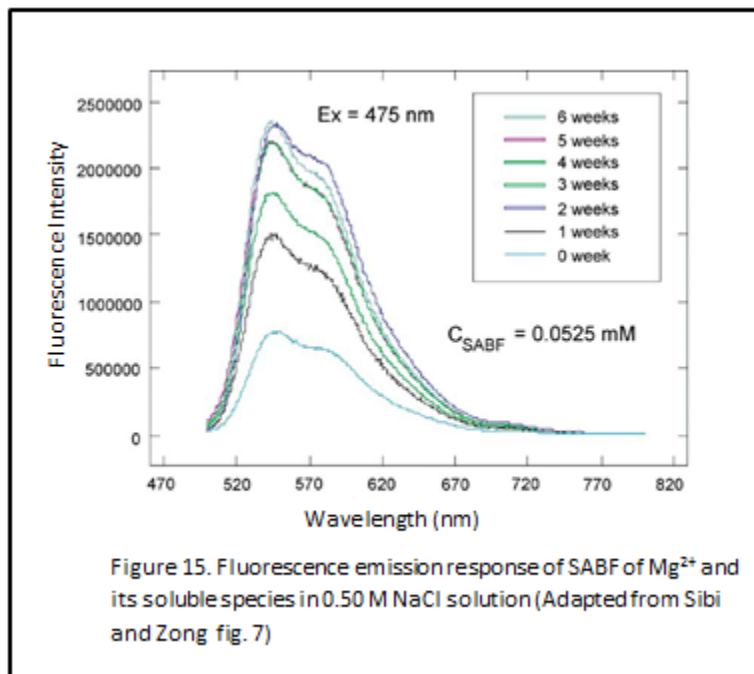 2500000
Ex = 475 nm
6 weeks
5 weeks
4 weeks
3 weeks
2 weeks
1 weeks
0 week
2000000
1500000
1000000
500000
0
Fluorescence Intensity
C_SABF = 0.0525 mM
470 520 570 620 670 720 770 820
Wavelength (nm)
Figure 15. Fluorescence emission response of SABF of Mg²⁺ and
its soluble species in 0.50 M NaCl solution (Adapted from Sibi
and Zong fig. 7)